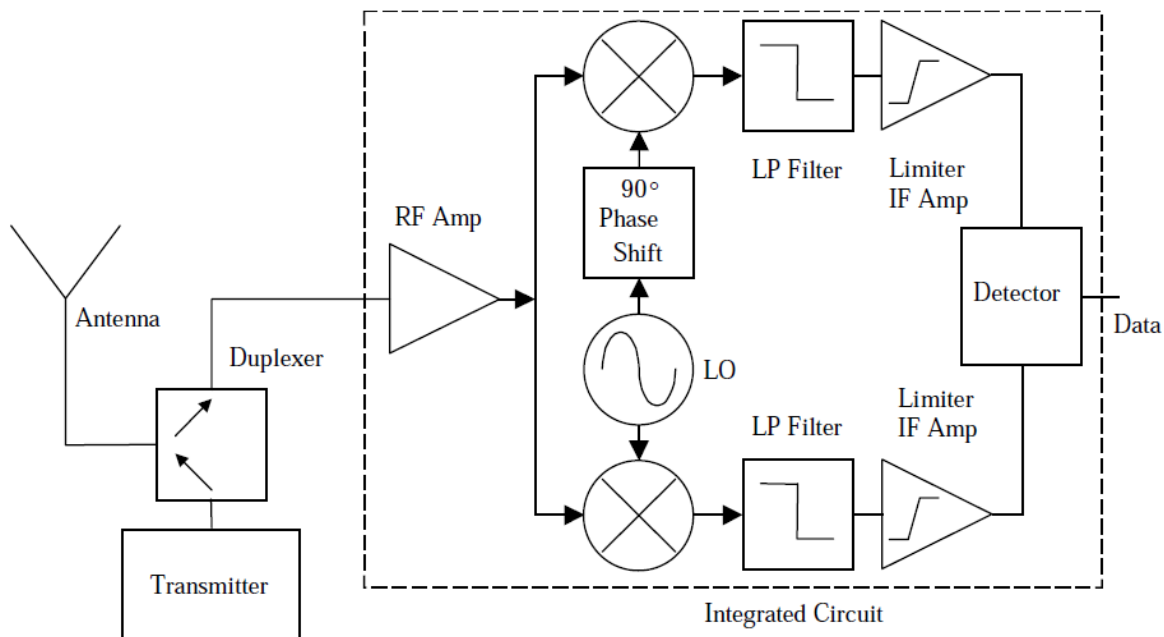 LP Filter
Limiter
IF Amp
90°
Phase
Shift
RF Amp
Antenna
Duplexer
LO
Detector
Data
LP Filter
Limiter
IF Amp
Transmitter
Integrated Circuit